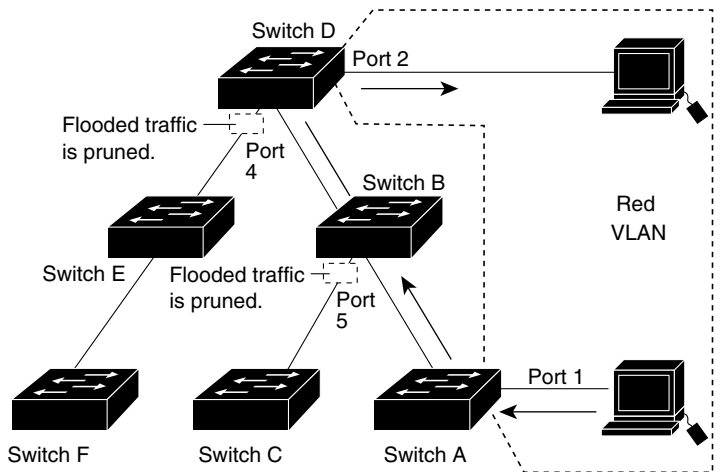 Switch D
Port 2
Flooded traffic
is pruned.
Port
4
Switch B
Red
VLAN
Switch E
Flooded traffic
is pruned.
Port
5
Port 1
Switch F
Switch C
Switch A